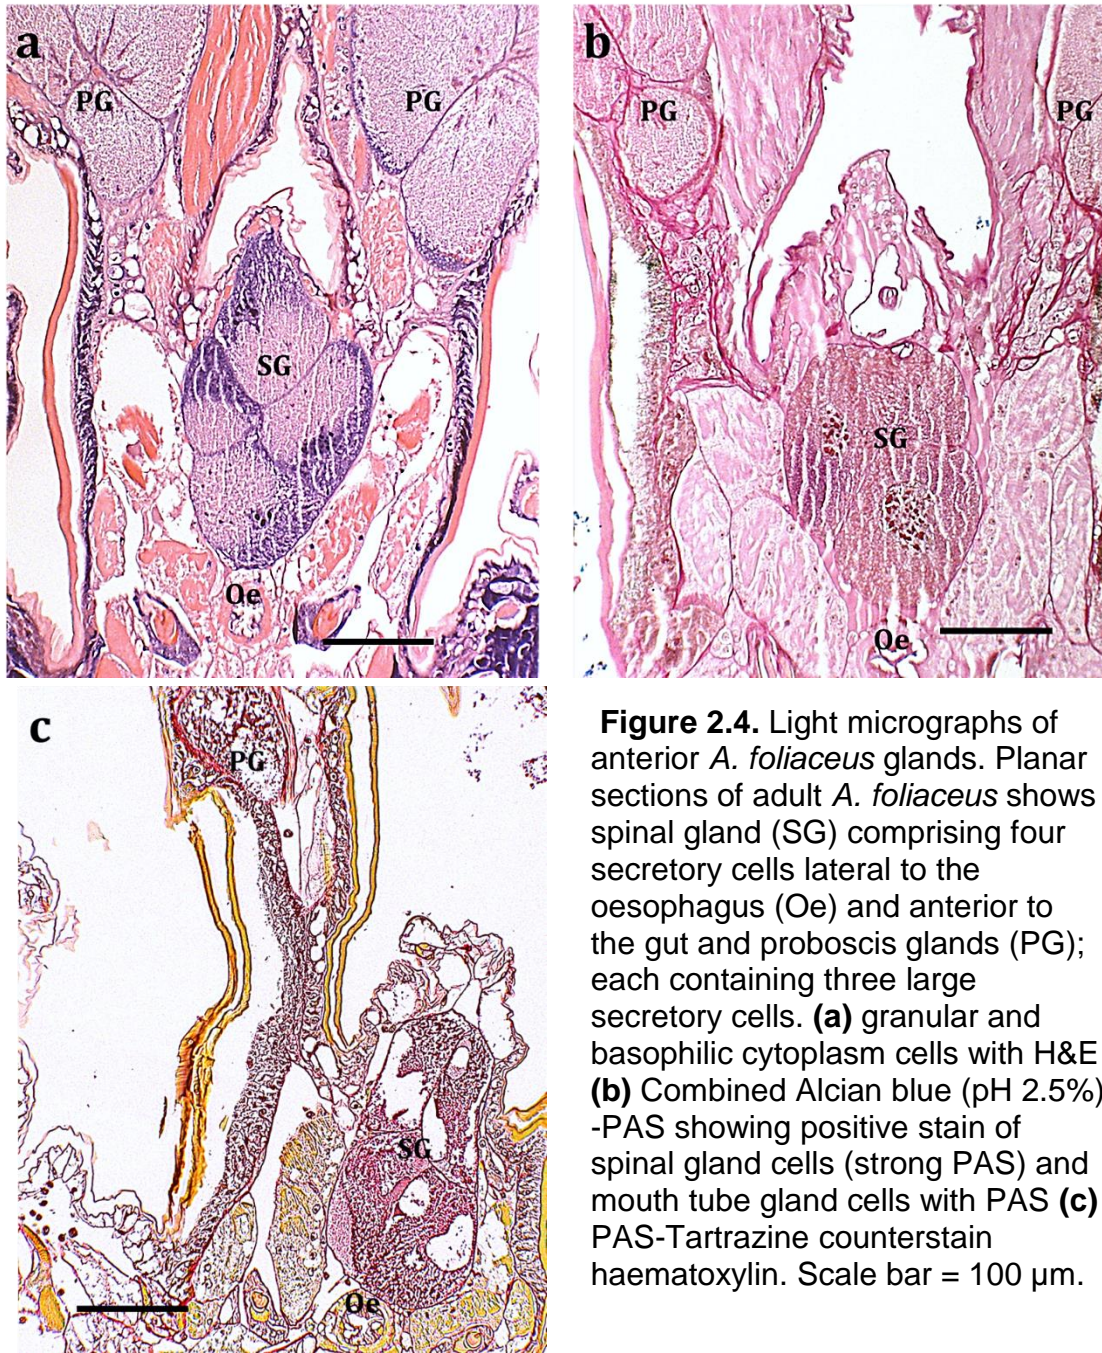 a
PG
PG
SG
Oe
b
PG
PG
SG
Oe
c
PG
SG
Oe
Figure 2.4. Light micrographs of
anterior A. foliaceus glands. Planar
sections of adult A. foliaceus shows
spinal gland (SG) comprising four
secretory cells lateral to the
oesophagus (Oe) and anterior to
the gut and proboscis glands (PG);
each containing three large
secretory cells. (a) granular and
basophilic cytoplasm cells with H&E
(b) Combined Alcian blue (pH 2.5%)
-PAS showing positive stain of
spinal gland cells (strong PAS) and
mouth tube gland cells with PAS (c)
PAS-Tartrazine counterstain
haematoxylin. Scale bar = 100 µm.